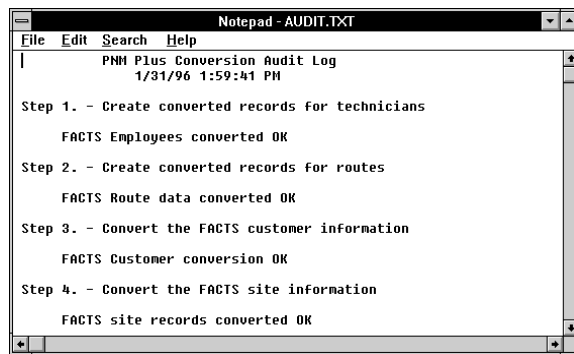 Notepad - AUDIT.TXT
File Edit Search Help
PNM Plus Conversion Audit Log
1/31/96 1:59:41 PM
Step 1. - Create converted records for technicians
FACTS Employees converted OK
Step 2. - Create converted records for routes
FACTS Route data converted OK
Step 3. - Convert the FACTS customer information
FACTS Customer conversion OK
Step 4. - Convert the FACTS site information
FACTS site records converted OK